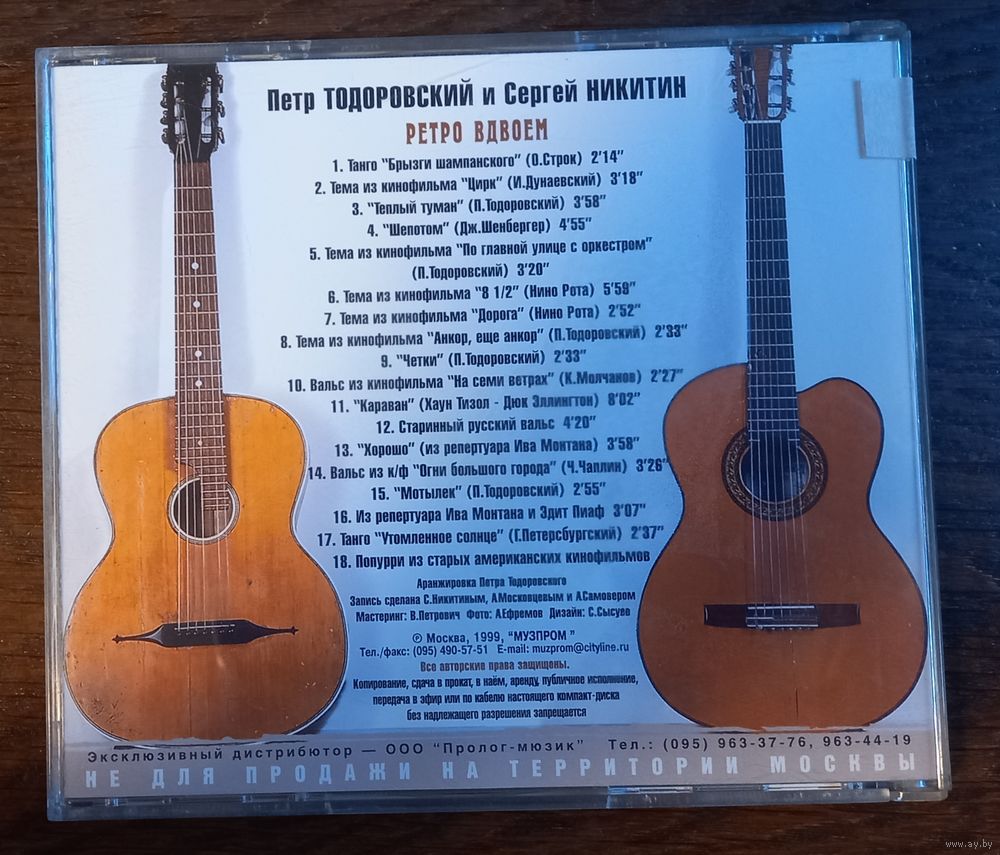 Петр ТОДОРОВСКИЙ и Сергей НИКИТИН
РЕТРО ВДВОЕМ
1. Танго "Брызги шампанского" (О.Строк) 2'14"
2. Тема из кинофильма "Цирк" (И.Дунаевский) 3'18"
3. "Теплый туман" (П.Тодоровский) 3'58"
4. "Шепотом" (Дж.Шенбергер) 4'55"
5. Тема из кинофильма "По главной улице с оркестром"
(П.Тодоровский) 3'20"
6. Тема из кинофильма "8 1/2" (Нино Рота) 5'59"
7. Тема из кинофильма "Дорога" (Нино Рота) 2'52"
8. Тема из кинофильма "Анкор, еще анкор" (П.Тодоровский) 2'33"
9. "Четки" (П.Тодоровский) 2'33"
10. Вальс из кинофильма "На семи ветрах" (К.Молчанов) 2'27"
11. "Караван" (Хаун Тизол - Дюк Эллингтон) 8'02"
12. Старинный русский вальс 4'20"
13. "Хорошо" (из репертуара Ива Монтана) 3'58"
14. Вальс из к/ф "Огни большого города" (Ч.Чаплин) 3'26"
15. "Мотылек" (П.Тодоровский) 2'55"
16. Из репертуара Ива Монтана и Эдит Пиаф 3'07"
17. Танго "Утомленное солнце" (Г.Петерсбургский) 2'37"
18. Попурри из старых американских кинофильмов
Аранжировка Петра Тодоровского
Запись сделана С.Никитиным, А.Московцевым и А.Самовером
Мастеринг: В.Петрович Фото: А.Ефремов Дизайн: С.Сысуев
℗ Москва, 1999, "МУЗПРОМ "
Тел./факс: (095) 490-57-51 E-mail: muzprom@cityline.ru
Все авторские права защищены.
Копирование, сдача в прокат, в наём, аренду, публичное исполнение,
передача в эфир или по кабелю настоящего компакт-диска
без надлежащего разрешения запрещается
Эксклюзивный дистрибютор — ООО "Пролог-мюзик" Тел.: (095) 963-37-76, 963-44-19
НЕ ДЛЯ ПРОДАЖИ НА ТЕРРИТОРИИ МОСКВЫ
www.ay.by